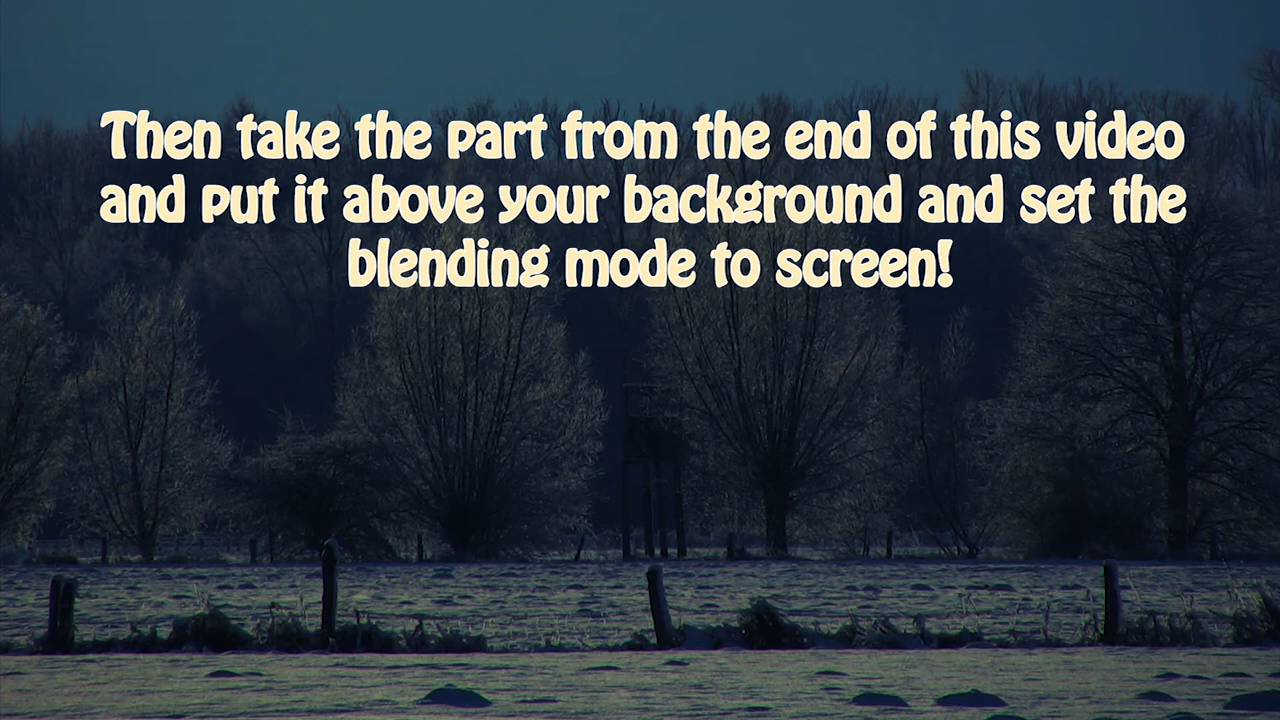 Then take the part from the end of this video
and put it above your background and set the
blending mode to screen!